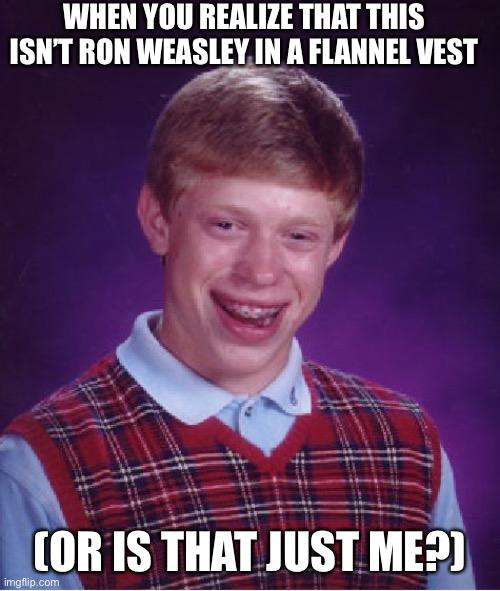 WHEN YOU REALIZE THAT THIS
ISN'T RON WEASLEY IN A FLANNEL VEST
(OR IS THAT JUST ME?)
imgflip.com